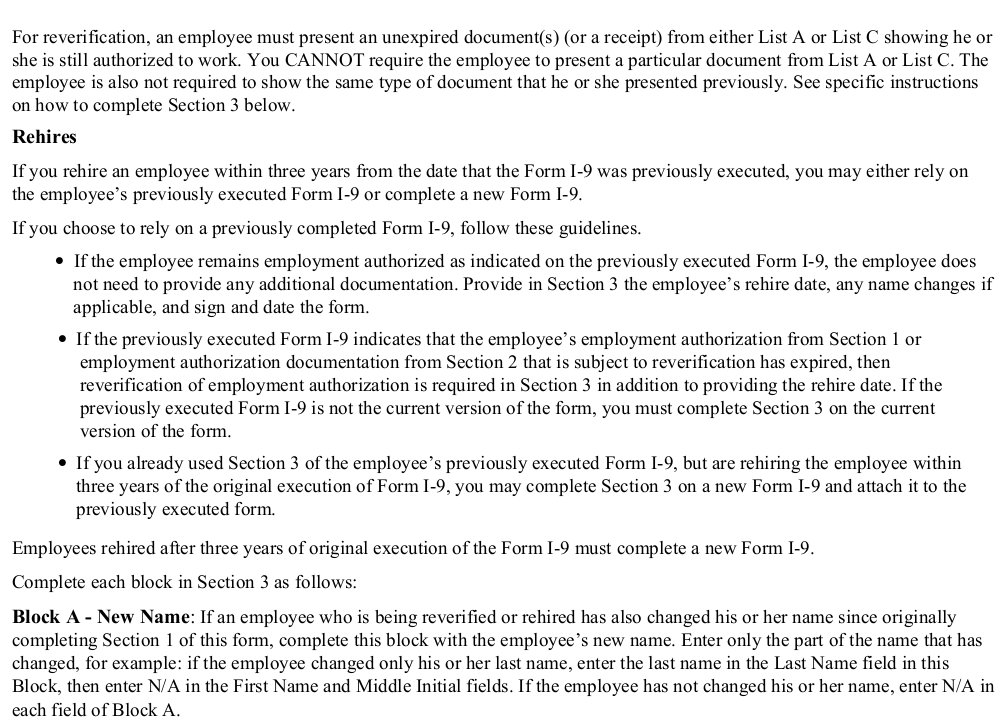 For reverification, an employee must present an unexpired document(s) (or a receipt) from either List A or List C showing he or
she is still authorized to work. You CANNOT require the employee to present a particular document from List A or List C. The
employee is also not required to show the same type of document that he or she presented previously. See specific instructions
on how to complete Section 3 below.
Rehires
If you rehire an employee within three years from the date that the Form I-9 was previously executed, you may either rely on
the employee’s previously executed Form I-9 or complete a new Form I-9.
If you choose to rely on a previously completed Form I-9, follow these guidelines.
• If the employee remains employment authorized as indicated on the previously executed Form I-9, the employee does
not need to provide any additional documentation. Provide in Section 3 the employee’s rehire date, any name changes if
applicable, and sign and date the form.
• If the previously executed Form I-9 indicates that the employee’s employment authorization from Section 1 or
employment authorization documentation from Section 2 that is subject to reverification has expired, then
reverification of employment authorization is required in Section 3 in addition to providing the rehire date. If the
previously executed Form I-9 is not the current version of the form, you must complete Section 3 on the current
version of the form.
• If you already used Section 3 of the employee’s previously executed Form I-9, but are rehiring the employee within
three years of the original execution of Form I-9, you may complete Section 3 on a new Form I-9 and attach it to the
previously executed form.
Employees rehired after three years of original execution of the Form I-9 must complete a new Form I-9.
Complete each block in Section 3 as follows:
Block A - New Name: If an employee who is being reverified or rehired has also changed his or her name since originally
completing Section 1 of this form, complete this block with the employee’s new name. Enter only the part of the name that has
changed, for example: if the employee changed only his or her last name, enter the last name in the Last Name field in this
Block, then enter N/A in the First Name and Middle Initial fields. If the employee has not changed his or her name, enter N/A in
each field of Block A.